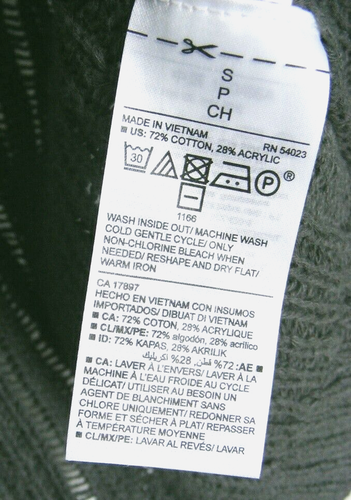 S
P
CH
MADE IN VIETNAM RN 54023
■ US: 72% COTTON, 28% ACRYLIC
30 P ®
1166
WASH INSIDE OUT/ MACHINE WASH
COLD GENTLE CYCLE/ ONLY
NON-CHLORINE BLEACH WHEN
NEEDED/ RESHAPE AND DRY FLAT/
WARM IRON
CA 17897
HECHO EN VIETNAM CON INSUMOS
IMPORTADOS/ DIBUAT DI VIETNAM
■ CA: 72% COTON, 28% ACRYLIQUE
■ CL/MX/PE: 72% algodón, 28% acrílico
■ ID: 72% KAPAS, 28% AKRILIK
■ AE: 72% قطن, 28% اكريليك
■ CA: LAVER À L'ENVERS/ LAVER À LA
MACHINE À L'EAU FROIDE AU CYCLE
DÉLICAT/ UTILISER AU BESOIN UN
AGENT DE BLANCHIMENT SANS
CHLORE UNIQUEMENT/ REDONNER SA
FORME ET SÉCHER À PLAT/ REPASSER
À TEMPÉRATURE MOYENNE
■ CL/MX/PE: LAVAR AL REVÉS/ LAVAR